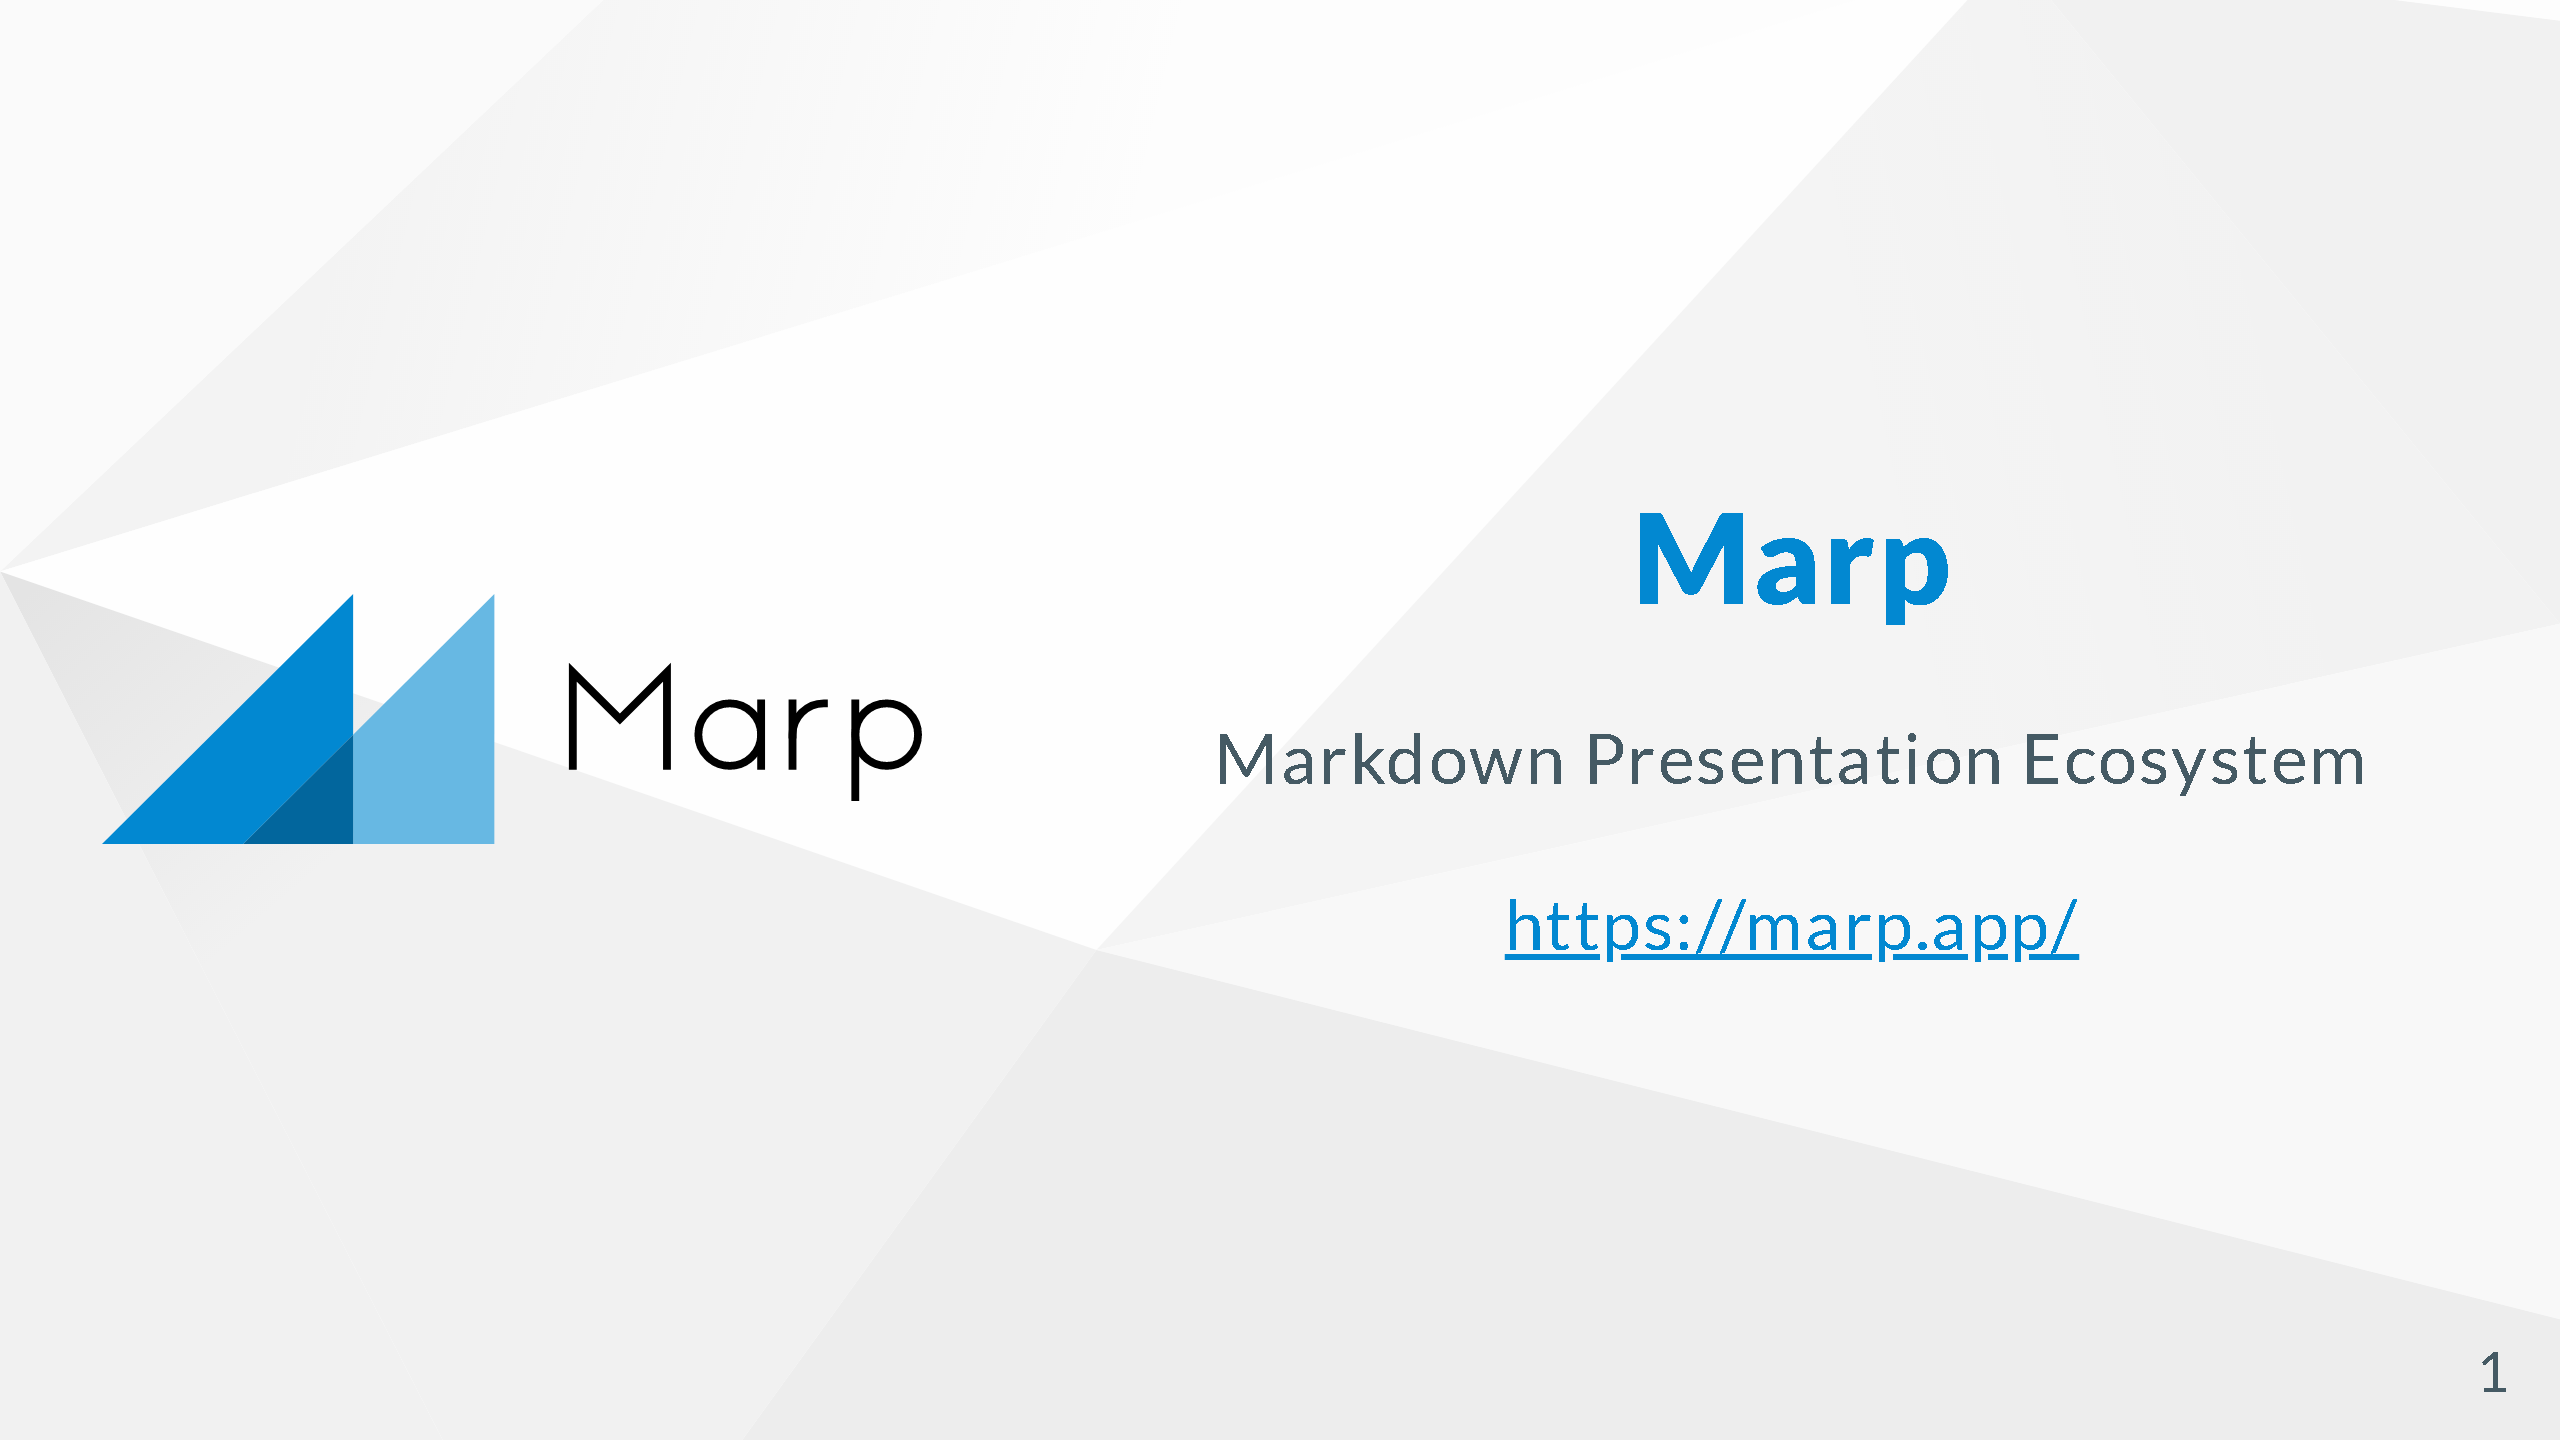 Marp
Marp
Markdown Presentation Ecosystem
https://marp.app/
1